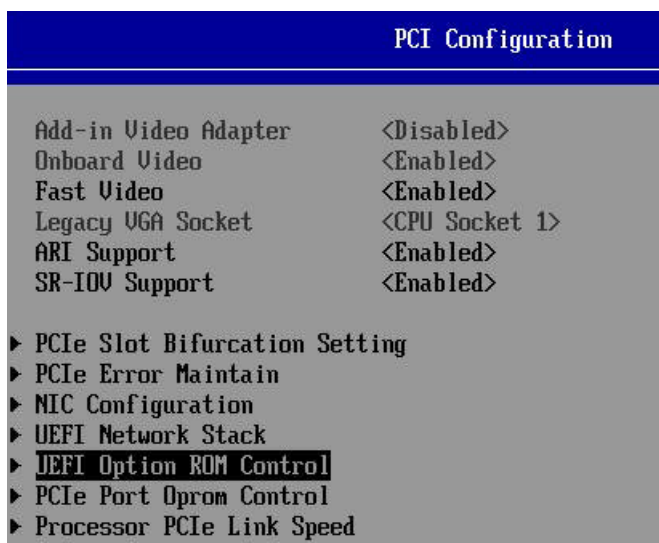 PCI Configuration
Add-in Video Adapter <Disabled>
Onboard Video <Enabled>
Fast Video <Enabled>
Legacy VGA Socket <CPU Socket 1>
ARI Support <Enabled>
SR-IOV Support <Enabled>
PCIe Slot Bifurcation Setting
PCIe Error Maintain
NIC Configuration
UEFI Network Stack
UEFI Option ROM Control
PCIe Port Oprom Control
Processor PCIe Link Speed